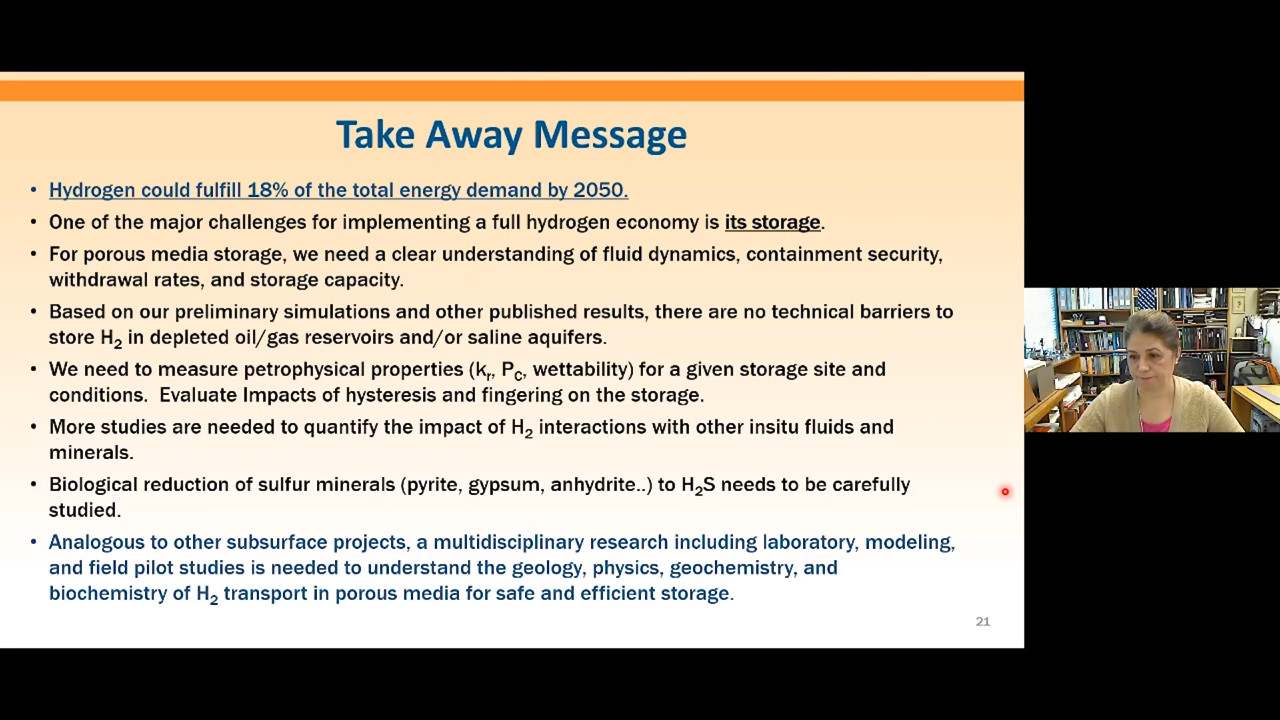 Take Away Message
• Hydrogen could fulfill 18% of the total energy demand by 2050.
• One of the major challenges for implementing a full hydrogen economy is its storage.
• For porous media storage, we need a clear understanding of fluid dynamics, containment security,
withdrawal rates, and storage capacity.
• Based on our preliminary simulations and other published results, there are no technical barriers to
store H₂ in depleted oil/gas reservoirs and/or saline aquifers.
• We need to measure petrophysical properties (kᵣ, P_C, wettability) for a given storage site and
conditions. Evaluate Impacts of hysteresis and fingering on the storage.
• More studies are needed to quantify the impact of H₂ interactions with other insitu fluids and
minerals.
• Biological reduction of sulfur minerals (pyrite, gypsum, anhydrite..) to H₂S needs to be carefully
studied.
• Analogous to other subsurface projects, a multidisciplinary research including laboratory, modeling,
and field pilot studies is needed to understand the geology, physics, geochemistry, and
biochemistry of H₂ transport in porous media for safe and efficient storage.
21